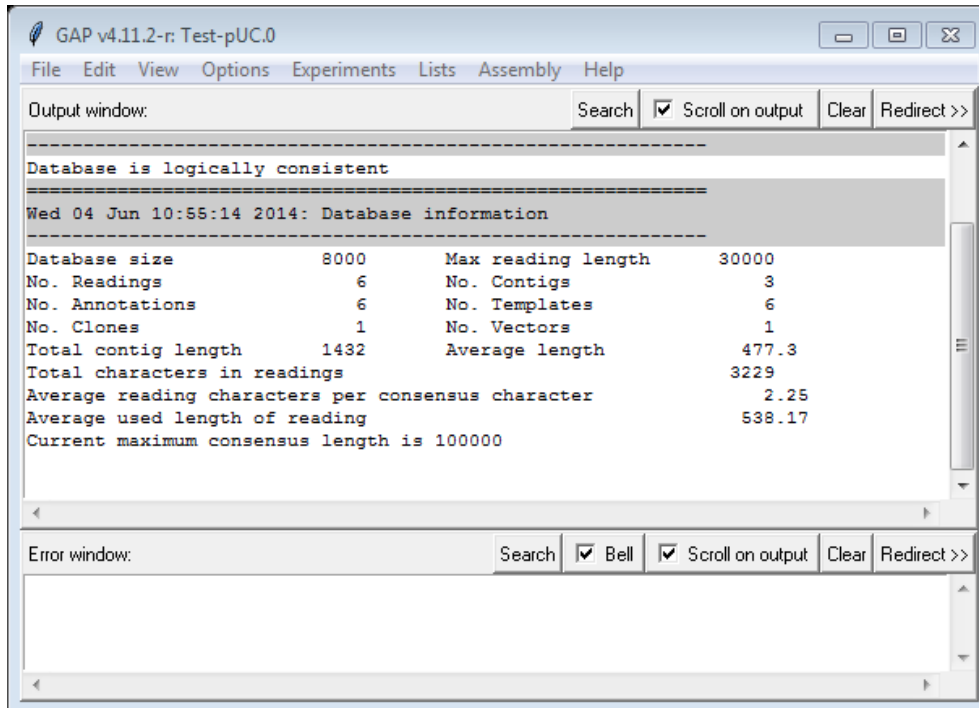 GAP v4.11.2-r: Test-pUC.0
File Edit View Options Experiments Lists Assembly Help
Output window: Search Scroll on output Clear Redirect >>
------------------------------------------------------------
Database is logically consistent
============================================================
Wed 04 Jun 10:55:14 2014: Database information
------------------------------------------------------------
Database size 8000 Max reading length 30000
No. Readings 6 No. Contigs 3
No. Annotations 6 No. Templates 6
No. Clones 1 No. Vectors 1
Total contig length 1432 Average length 477.3
Total characters in readings 3229
Average reading characters per consensus character 2.25
Average used length of reading 538.17
Current maximum consensus length is 100000
Error window: Search Bell Scroll on output Clear Redirect >>